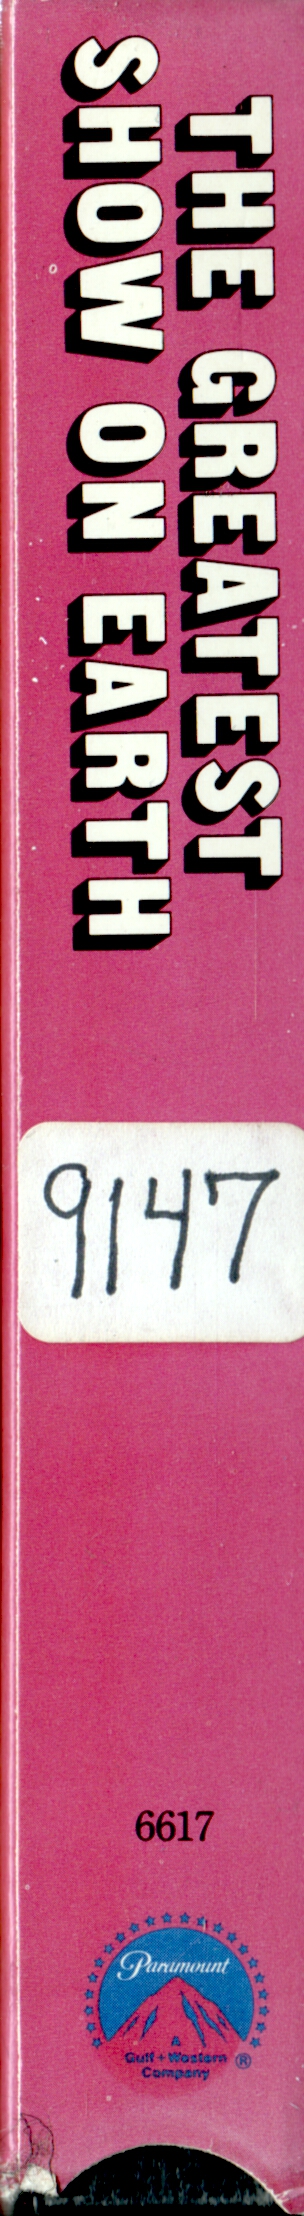 THE GREATEST
SHOW ON EARTH
9147
6617
Paramount
A
Gulf + Western
Company ®